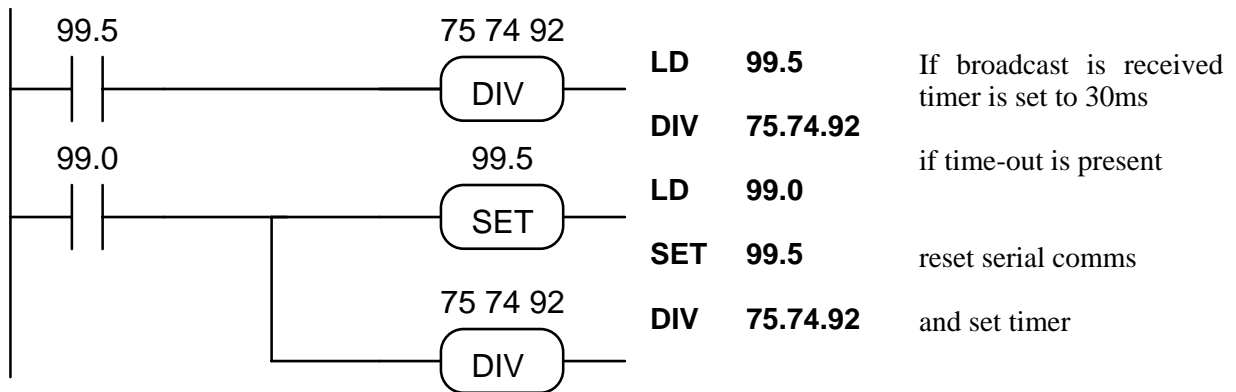 99.5
75 74 92
DIV
99.0
99.5
SET
75 74 92
DIV
LD 99.5
If broadcast is received
timer is set to 30ms
DIV 75.74.92
if time-out is present
LD 99.0
SET 99.5
reset serial comms
DIV 75.74.92
and set timer